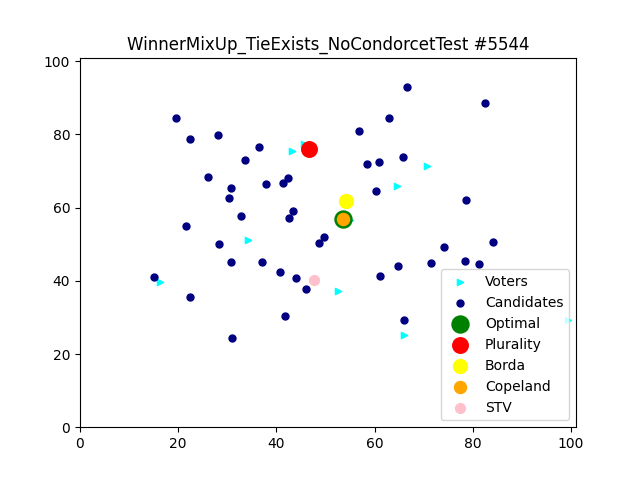 WinnerMixUp_TieExists_NoCondorcetTest #5544
100
80
60
40
20
0
0
20
40
60
80
100
Voters
Candidates
Optimal
Plurality
Borda
Copeland
STV